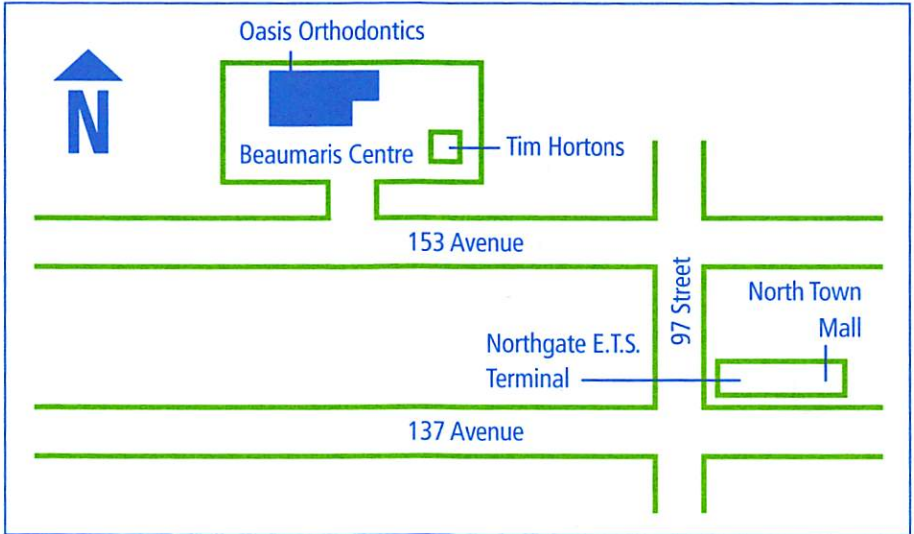 Oasis Orthodontics
N
Beaumaris Centre
Tim Hortons
153 Avenue
97 Street
North Town
Mall
Northgate E.T.S.
Terminal
137 Avenue